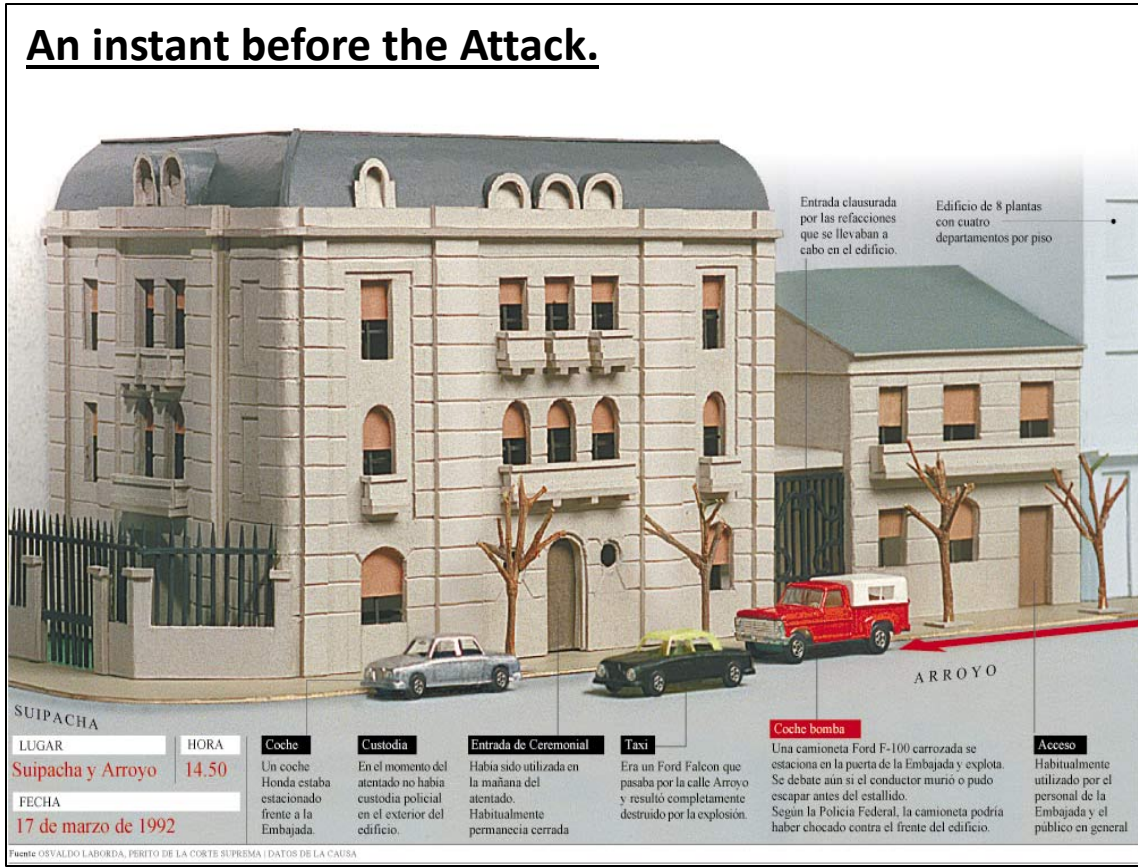 An instant before the Attack.
Entrada clausurada
por las refacciones
que se llevaban a
cabo en el edificio.
Edificio de 8 plantas
con cuatro
departamentos por piso
SUIPACHA
ARROYO
LUGAR
Suipacha y Arroyo
HORA
14.50
FECHA
17 de marzo de 1992
Coche
Un coche
Honda estaba
estacionado
frente a la
Embajada.
Custodia
En el momento del
atentado no había
custodia policial
en el exterior del
edificio.
Entrada de Ceremonial
Había sido utilizada en
la mañana del
atentado.
Habitualmente
permanecía cerrada
Taxi
Era un Ford Falcon que
pasaba por la calle Arroyo
y resultó completamente
destruido por la explosión.
Coche bomba
Una camioneta Ford F-100 carrozada se
estaciona en la puerta de la Embajada y explota.
Se debate aún si el conductor murió o pudo
escapar antes del estallido.
Según la Policía Federal, la camioneta podría
haber chocado contra el frente del edificio.
Acceso
Habitualmente
utilizado por el
personal de la
Embajada y el
público en general
Fuente OSVALDO LABORDA, PERITO DE LA CORTE SUPREMA | DATOS DE LA CAUSA